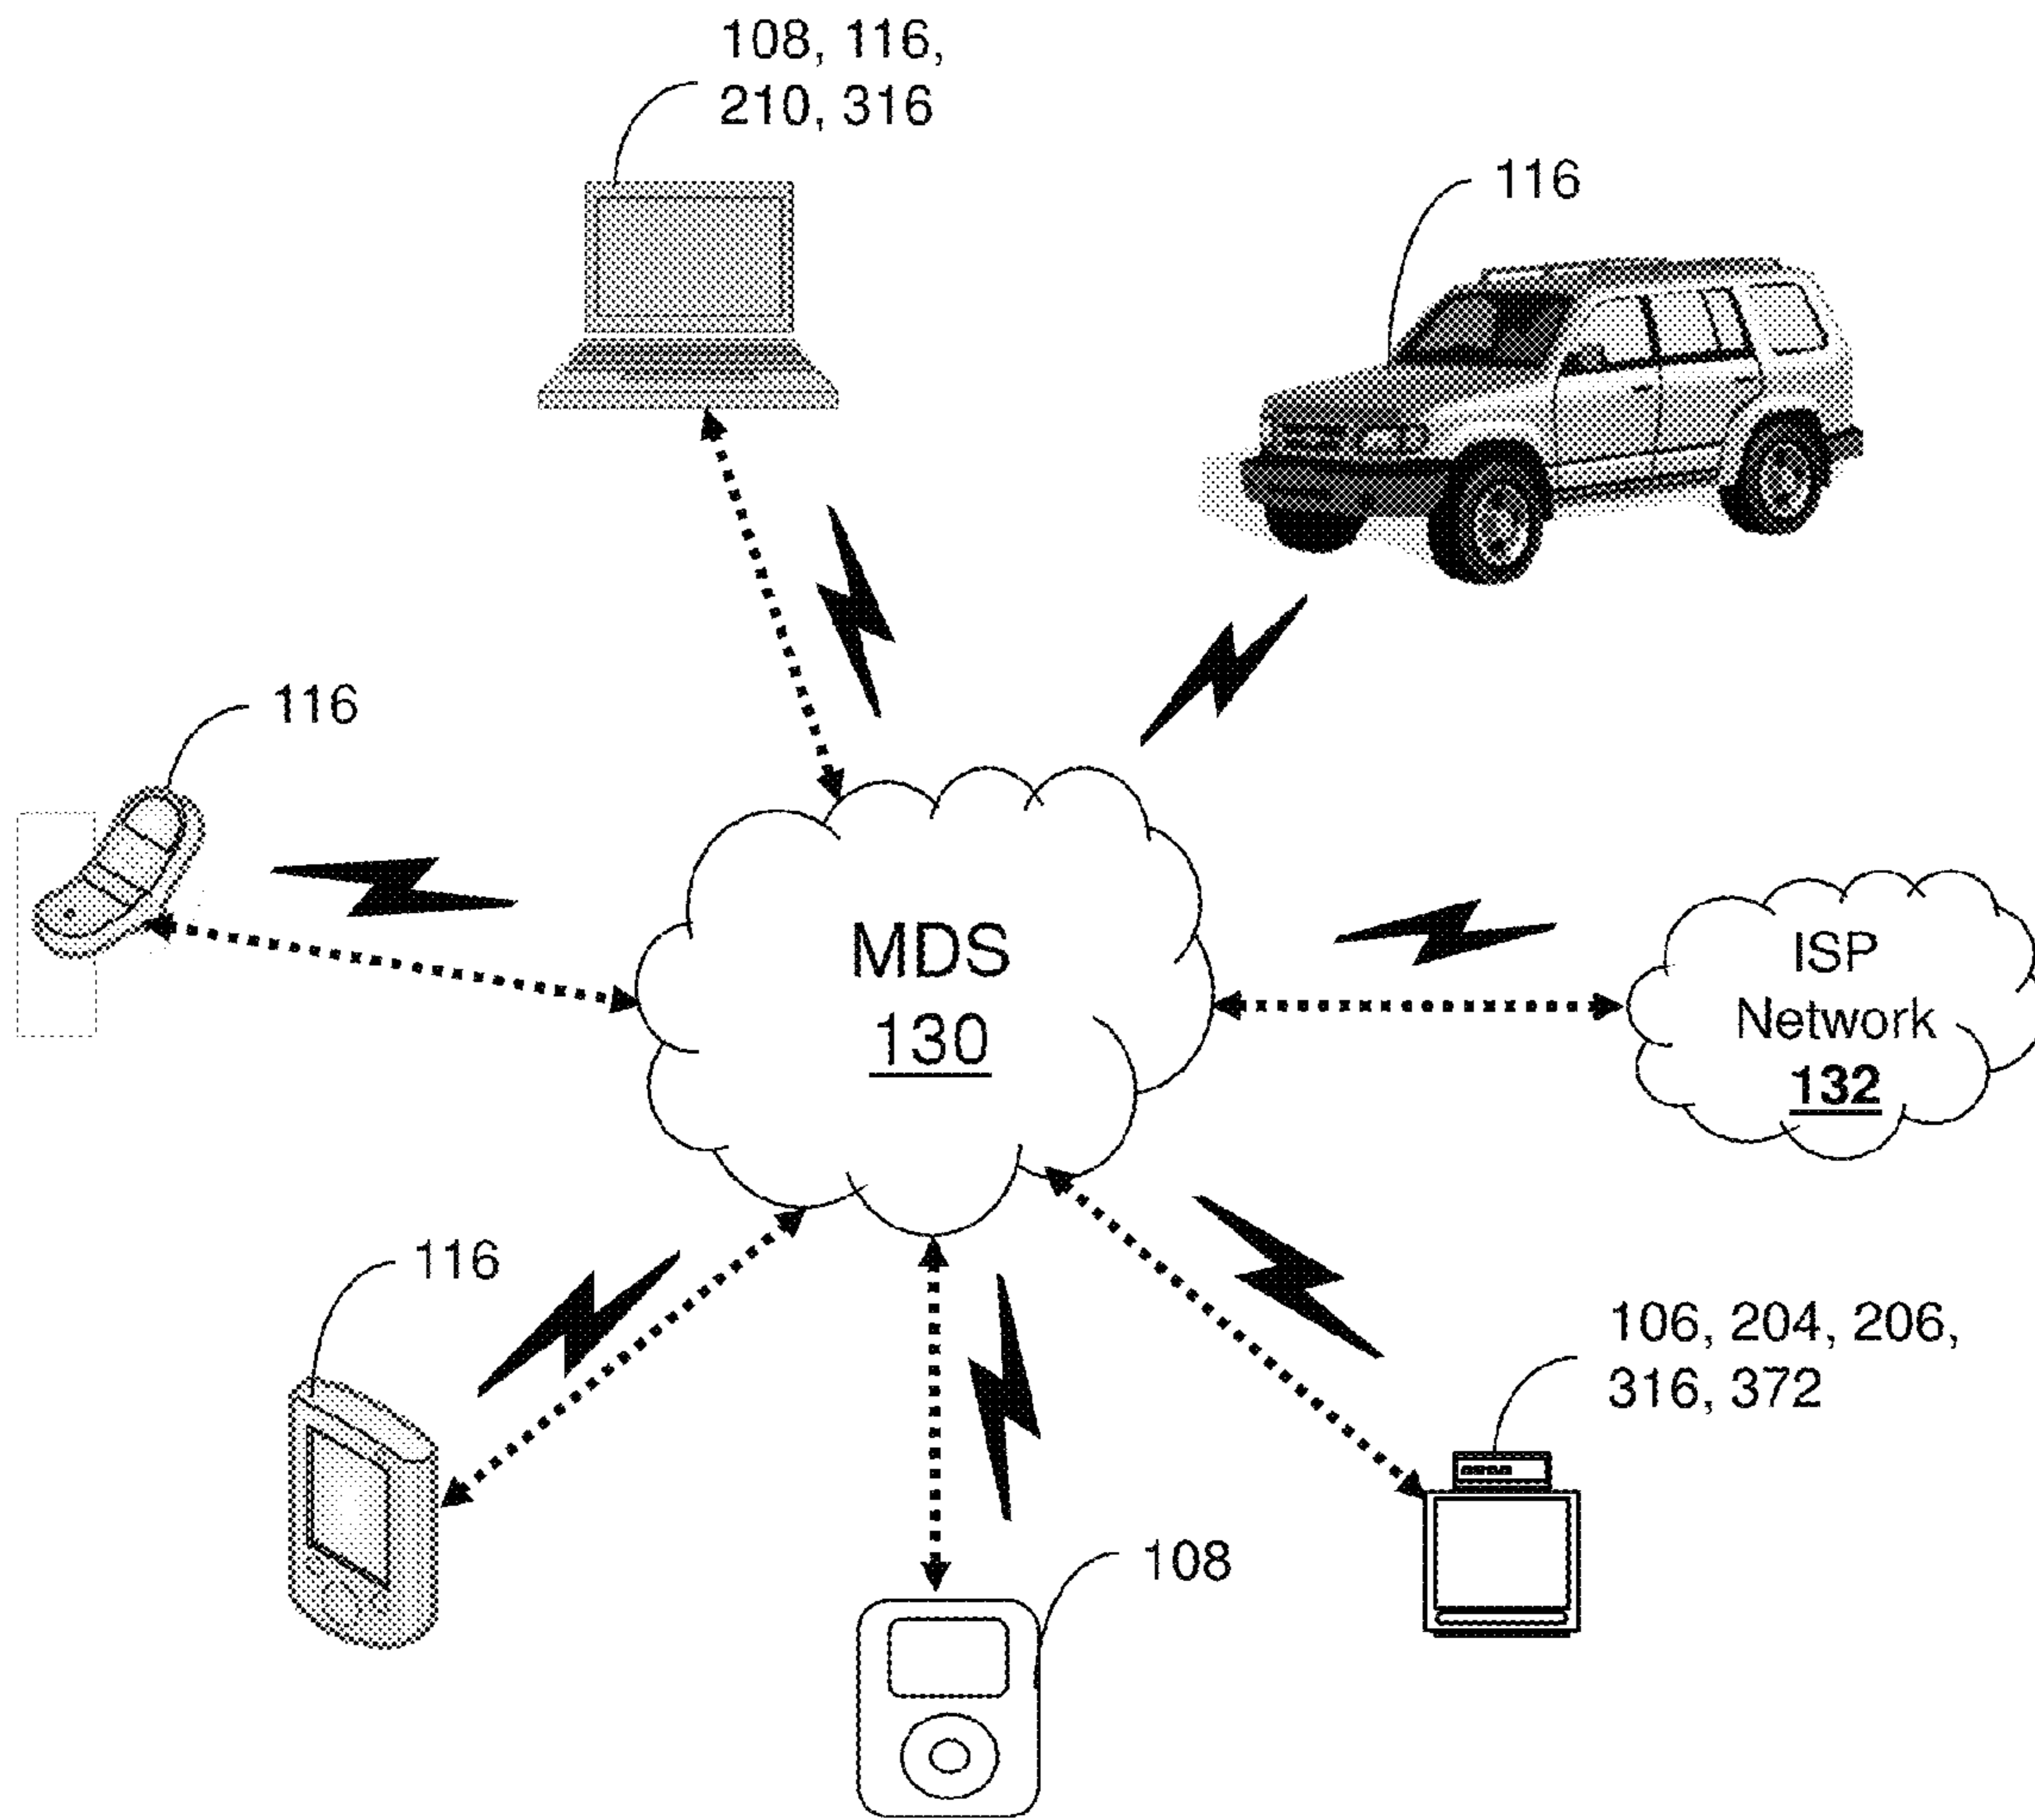 108, 116,
210, 316
116
116
MDS
130
ISP
Network
132
116
106, 204, 206,
316, 372
108